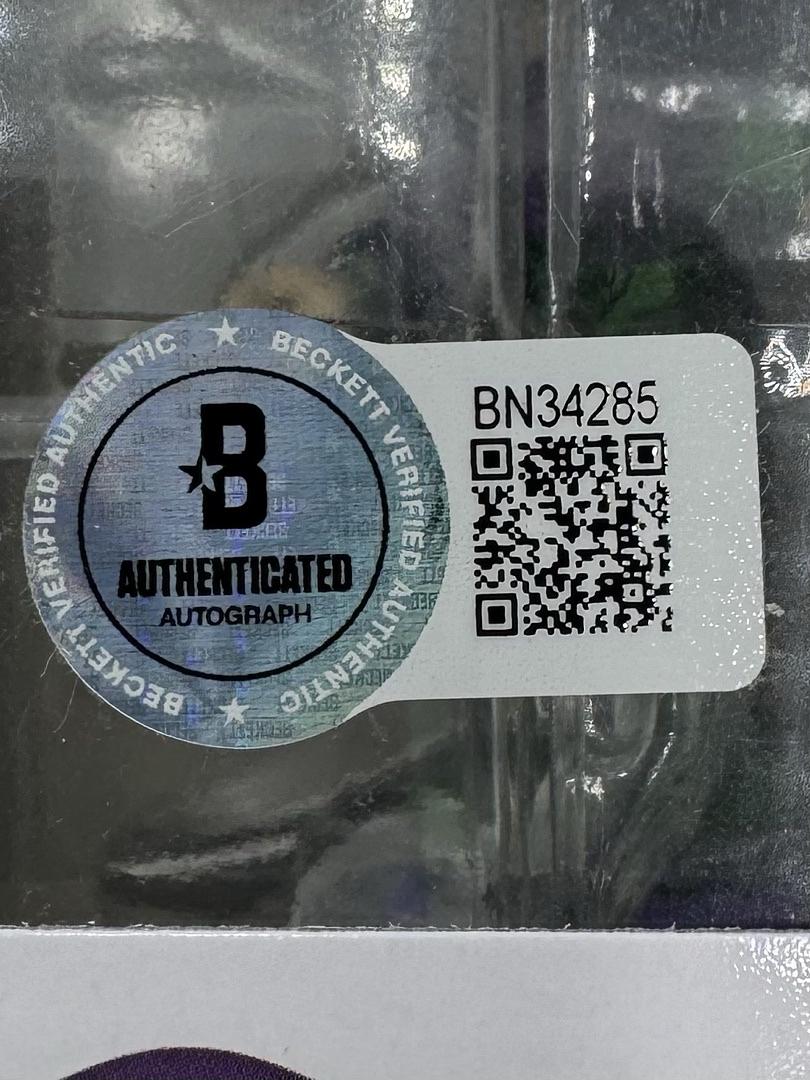 BECKETT VERIFIED AUTHENTIC
BECKETT VERIFIED AUTHENTIC
B
AUTHENTICATED
AUTOGRAPH
BN34285